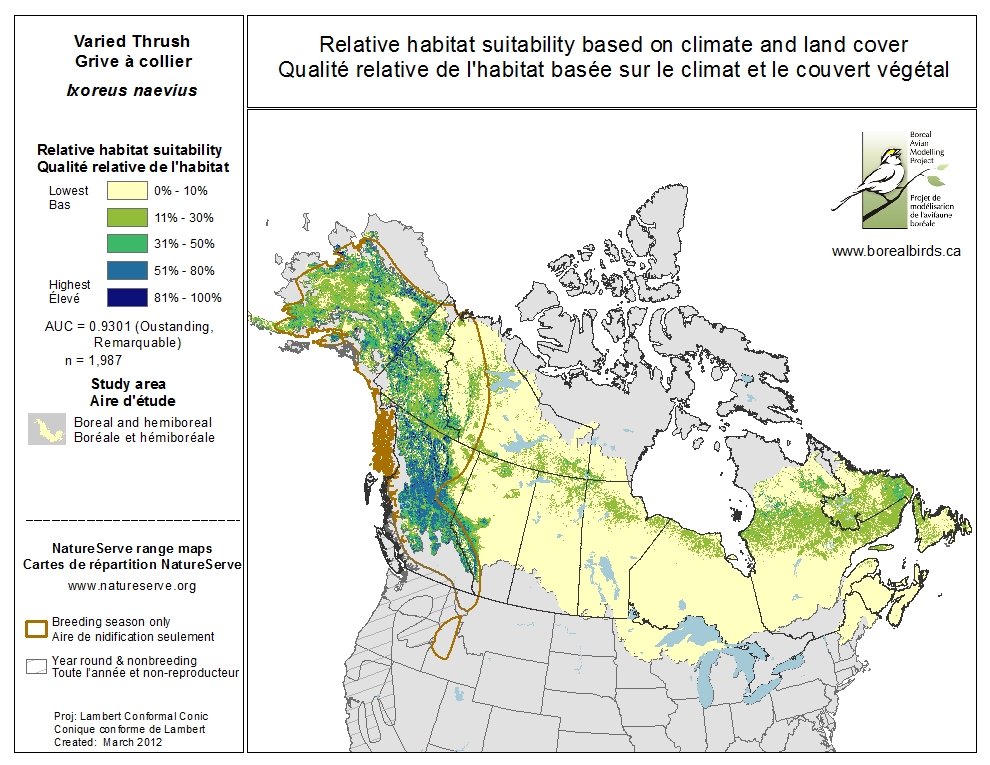 Varied Thrush
Grive à collier
Ixoreus naevius
Relative habitat suitability based on climate and land cover
Qualité relative de l'habitat basée sur le climat et le couvert végétal
Relative habitat suitability
Qualité relative de l'habitat
Lowest
Bas
0% - 10%
11% - 30%
31% - 50%
51% - 80%
Highest
Élevé
81% - 100%
AUC = 0.9301 (Oustanding,
Remarquable)
n = 1,987
Study area
Aire d'étude
Boreal and hemiboreal
Boréale et hémiboréale
NatureServe range maps
Cartes de répartition NatureServe
www.natureserve.org
Breeding season only
Aire de nidification seulement
Year round & nonbreeding
Toute l'année et non-reproducteur
Proj: Lambert Conformal Conic
Conique conforme de Lambert
Created: March 2012
Boreal
Avian
Modelling
Project
Projet de
modélisation
de l'avifaune
boréale
www.borealbirds.ca